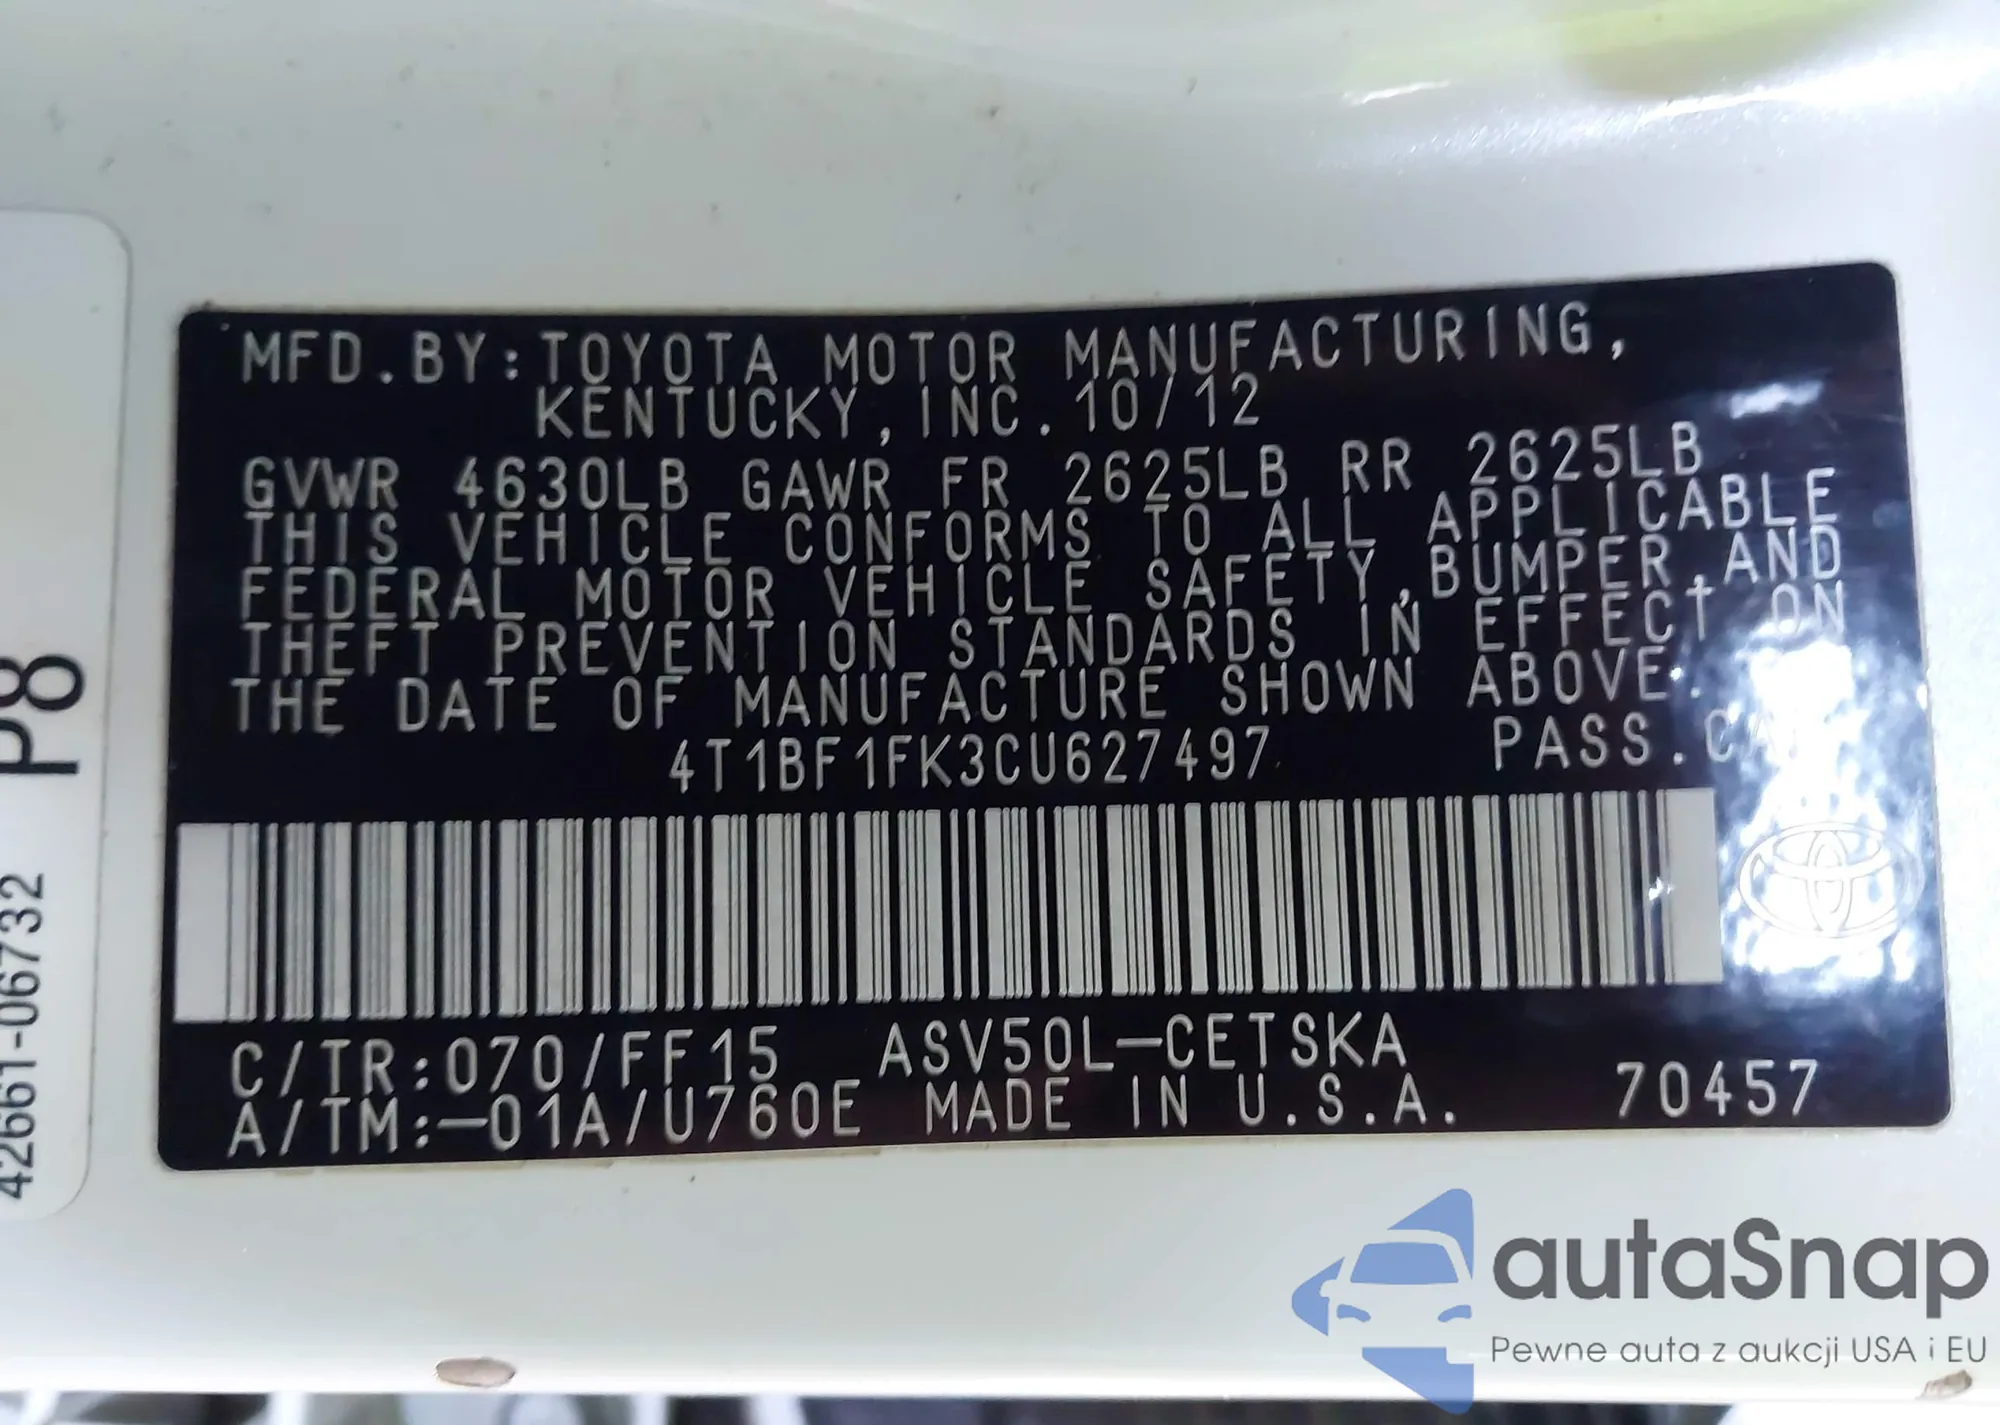 MFD.BY:TOYOTA MOTOR MANUFACTURING,
KENTUCKY,INC.10/12
GVWR 4630LB GAWR FR 2625LB RR 2625LB
THIS VEHICLE CONFORMS TO ALL APPLICABLE
FEDERAL MOTOR VEHICLE SAFETY,BUMPER,AND
THEFT PREVENTION STANDARDS IN EFFECT ON
THE DATE OF MANUFACTURE SHOWN ABOVE.
4T1BF1FK3CU627497 PASS.CAR
C/TR:070/FF15 ASV50L-CETSKA
A/TM:-01A/U760E MADE IN U.S.A. 70457
P8
42661-06732
autaSnap
Pewne auta z aukcji USA i EU